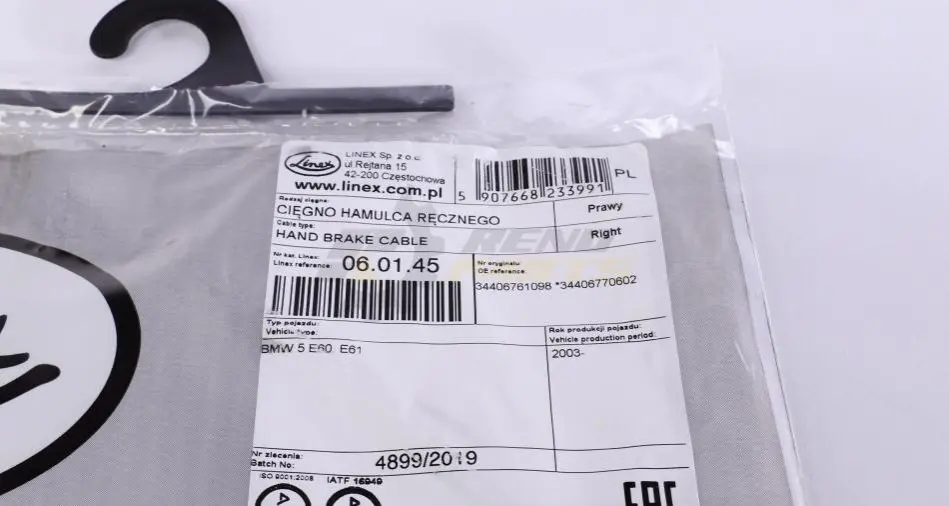 Linex
LINEX Sp. z o.o.
ul Rejtana 15
42-200 Częstochowa
www.linex.com.pl
5 907668 233991
PL
Rodzaj cięgna:
CIĘGNO HAMULCA RĘCZNEGO
Prawy
Cable type:
HAND BRAKE CABLE
Right
Nr kat. Linex:
Linex reference:
06.01.45
Nr oryginału:
OE reference:
34406761098 *34406770602
Typ pojazdu:
Vehicle type:
Rok produkcji pojazdu:
Vehicle production period:
BMW 5 E60 E61
2003-
Nr zlecenia:
Batch No:
4899/2019
ISO 9001:2008
IATF 16949
EAC